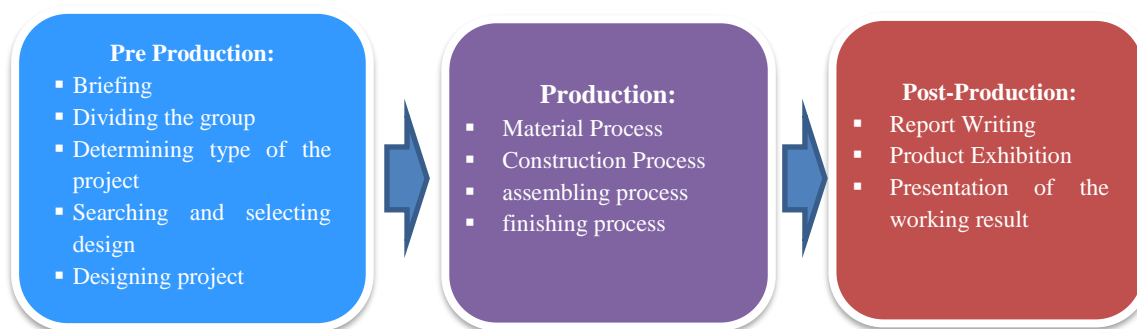 Pre Production:
▪ Briefing
▪ Dividing the group
▪ Determining type of the
project
▪ Searching and selecting
design
▪ Designing project
Production:
▪ Material Process
▪ Construction Process
▪ assembling process
▪ finishing process
Post-Production:
▪ Report Writing
▪ Product Exhibition
▪ Presentation of the
working result